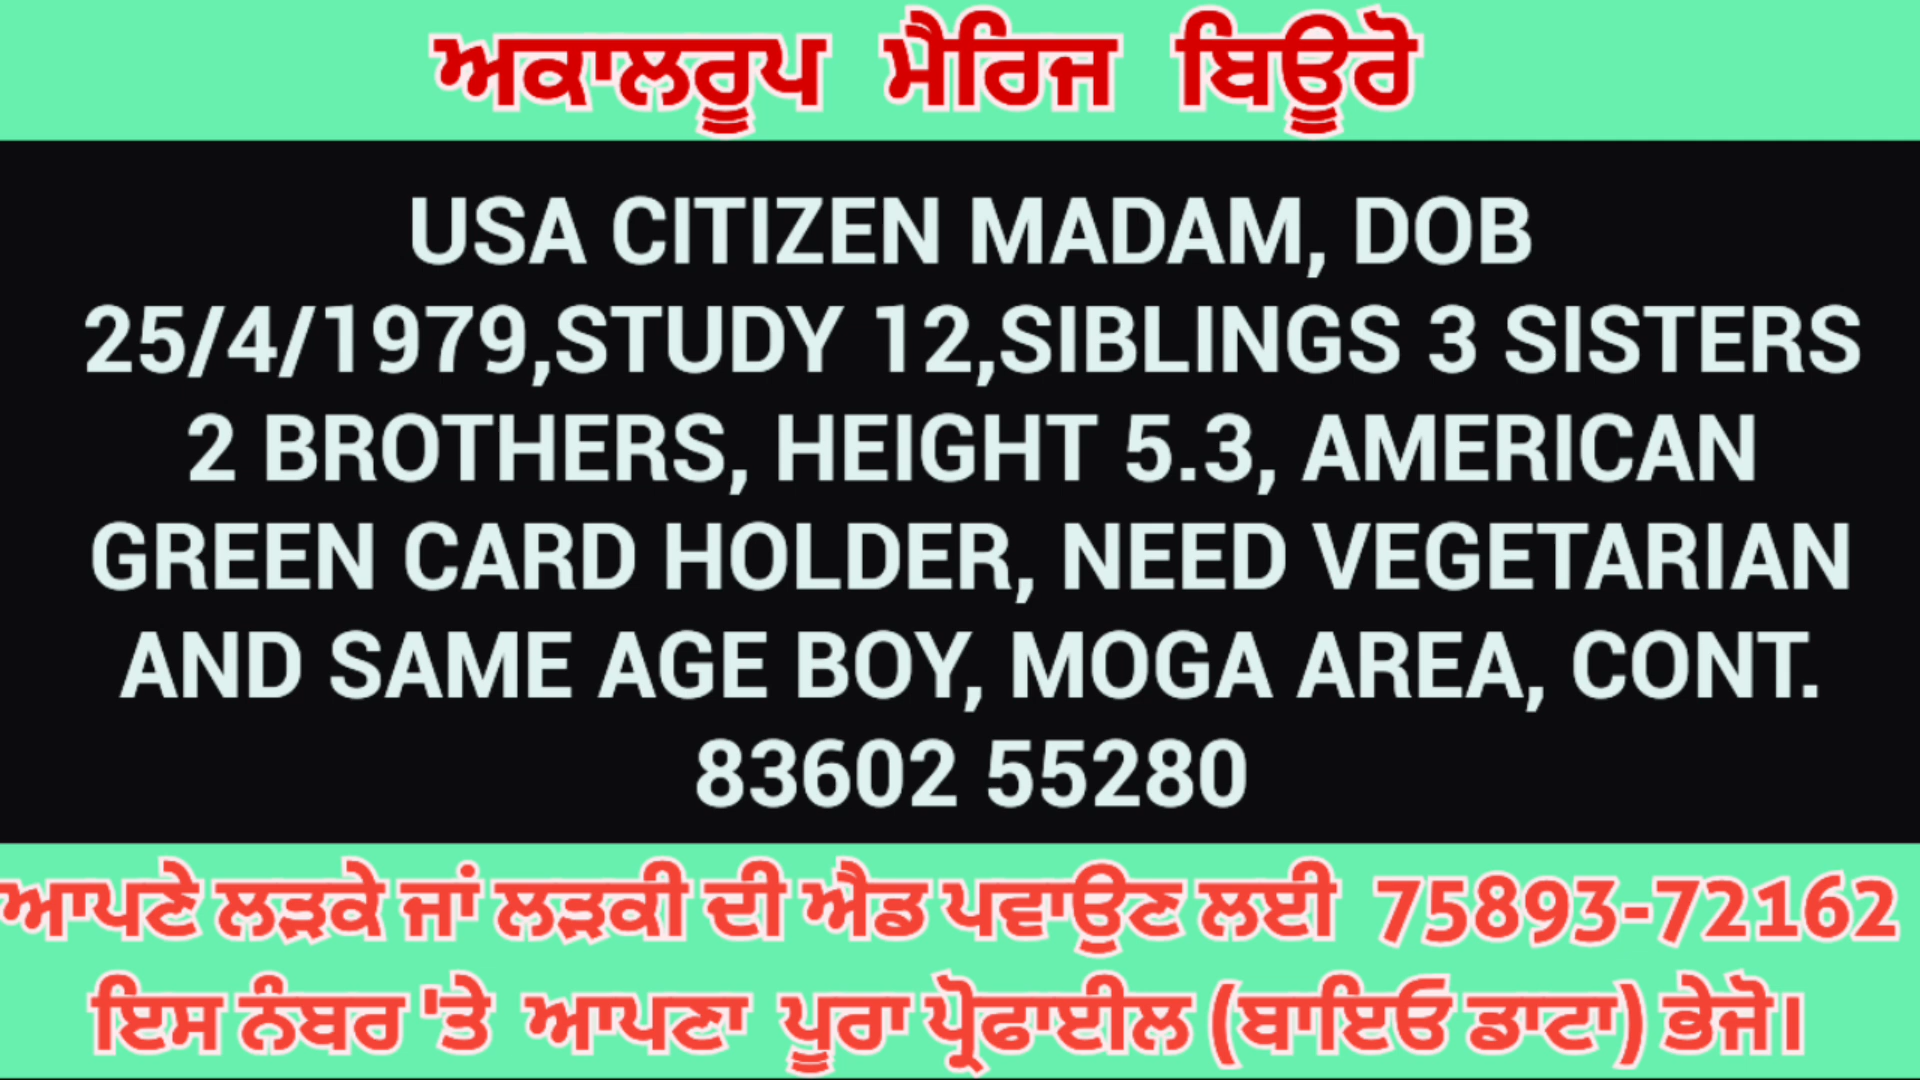 ਅਕਾਲਰੂਪ ਮੈਰਿਜ ਬਿਊਰੋ
USA CITIZEN MADAM, DOB
25/4/1979,STUDY 12,SIBLINGS 3 SISTERS
2 BROTHERS, HEIGHT 5.3, AMERICAN
GREEN CARD HOLDER, NEED VEGETARIAN
AND SAME AGE BOY, MOGA AREA, CONT.
83602 55280
ਆਪਣੇ ਲੜਕੇ ਜਾਂ ਲੜਕੀ ਦੀ ਐਡ ਪਵਾਉਣ ਲਈ 75893-72162
ਇਸ ਨੰਬਰ 'ਤੇ ਆਪਣਾ ਪੂਰਾ ਪ੍ਰੋਫਾਈਲ (ਬਾਇਓ ਡਾਟਾ) ਭੇਜੋ।